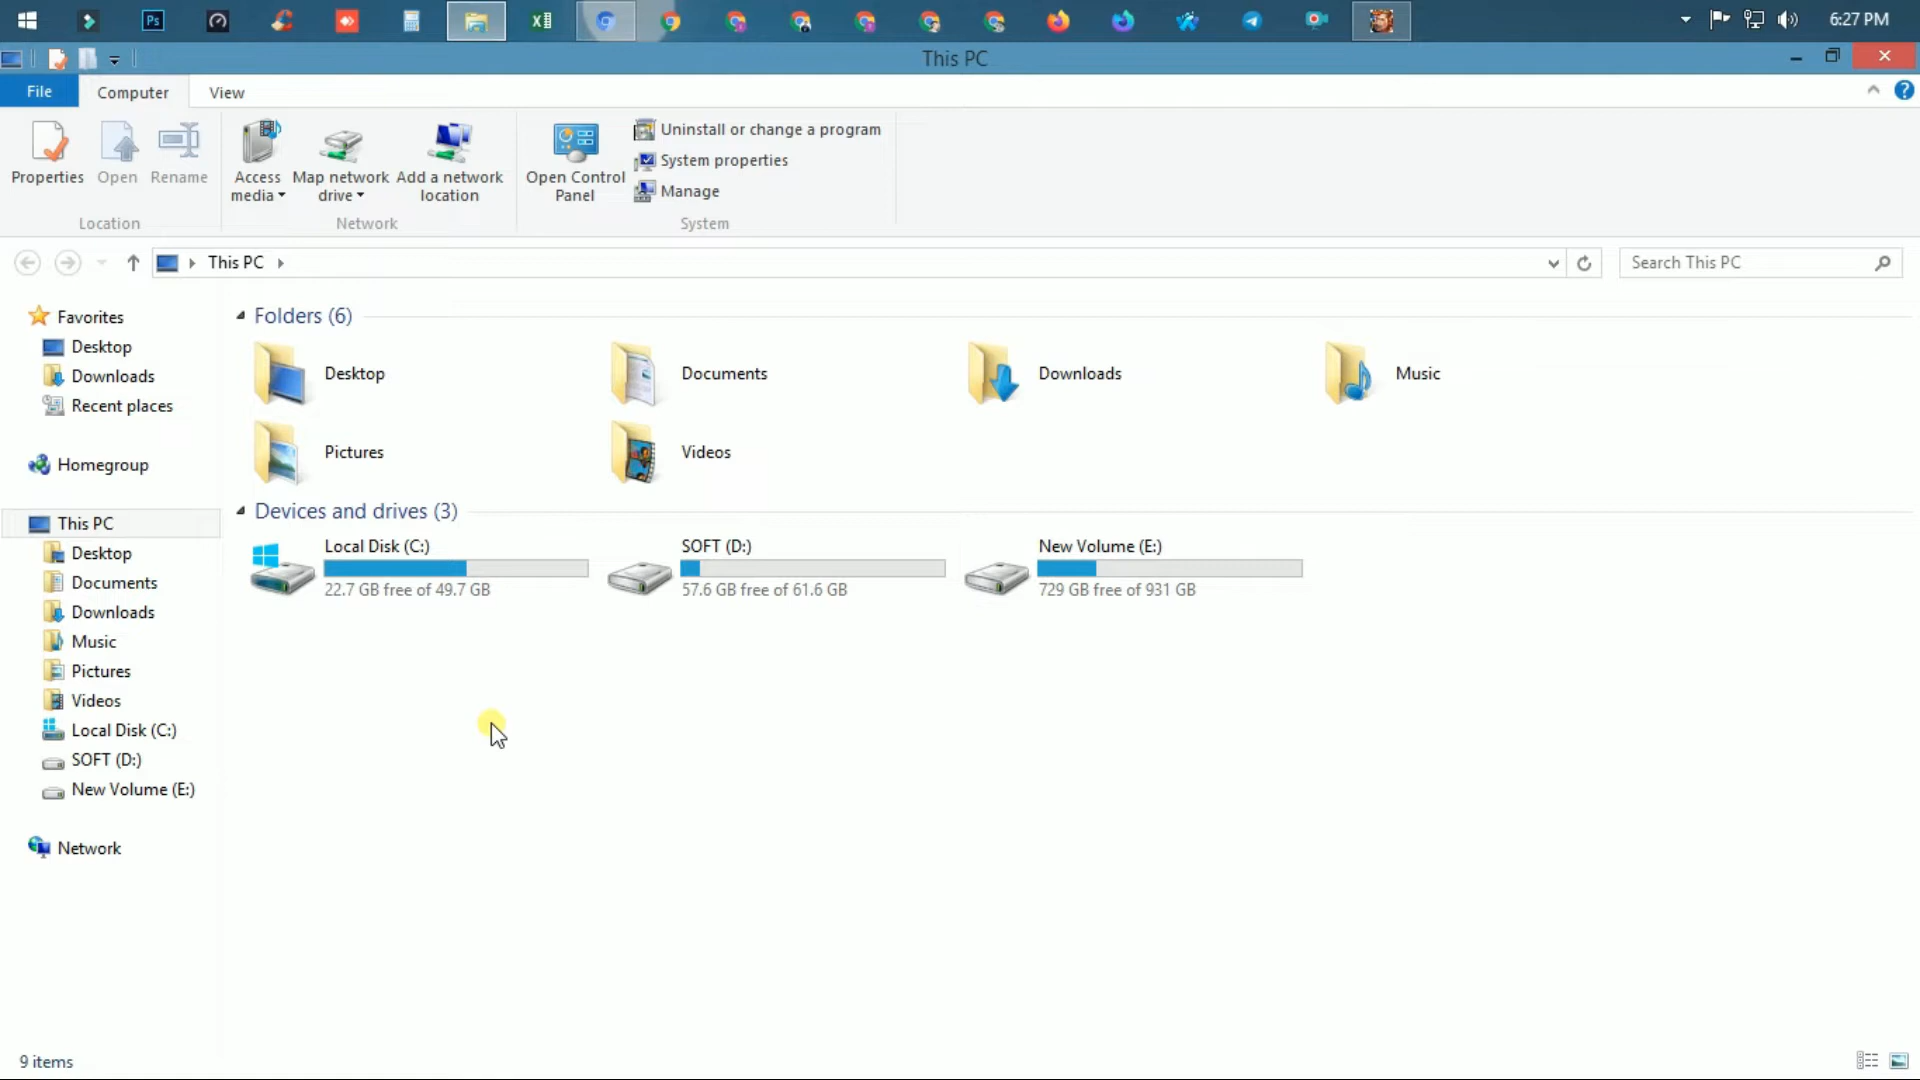 Ps
6:27 PM
This PC
File
Computer
View
Properties
Open
Rename
Access media
Map network drive
Add a network location
Open Control Panel
Uninstall or change a program
System properties
Manage
Location
Network
System
This PC
Search This PC
Favorites
Desktop
Downloads
Recent places
Homegroup
This PC
Desktop
Documents
Downloads
Music
Pictures
Videos
Local Disk (C:)
SOFT (D:)
New Volume (E:)
Network
Folders (6)
Desktop
Documents
Downloads
Music
Pictures
Videos
Devices and drives (3)
Local Disk (C:)
22.7 GB free of 49.7 GB
SOFT (D:)
57.6 GB free of 61.6 GB
New Volume (E:)
729 GB free of 931 GB
9 items